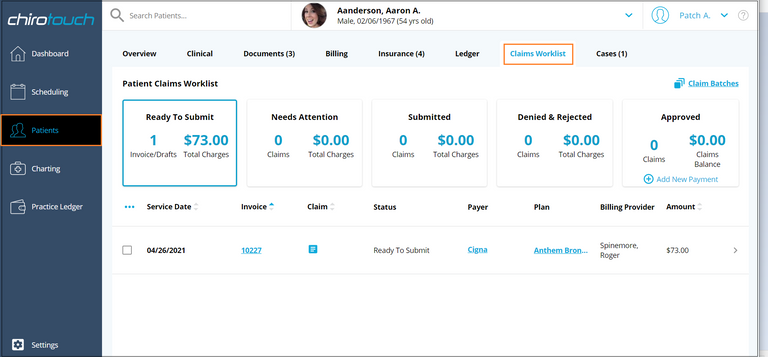 chirotouch
Search Patients...
Aanderson, Aaron A.
Male, 02/06/1967 (54 yrs old)
Patch A.
?
Dashboard
Scheduling
Patients
Charting
Practice Ledger
Settings
Overview
Clinical
Documents (3)
Billing
Insurance (4)
Ledger
Claims Worklist
Cases (1)
Patient Claims Worklist
Claim Batches
Ready To Submit
1 $73.00
Invoice/Drafts Total Charges
Needs Attention
0 $0.00
Claims Total Charges
Submitted
0 $0.00
Claims Total Charges
Denied & Rejected
0 $0.00
Claims Total Charges
Approved
0 $0.00
Claims Claims
Balance
Add New Payment
Service Date Invoice Claim Status Payer Plan Billing Provider Amount
04/26/2021 10227 Ready To Submit Cigna Anthem Bron... Spinemore, $73.00
Roger